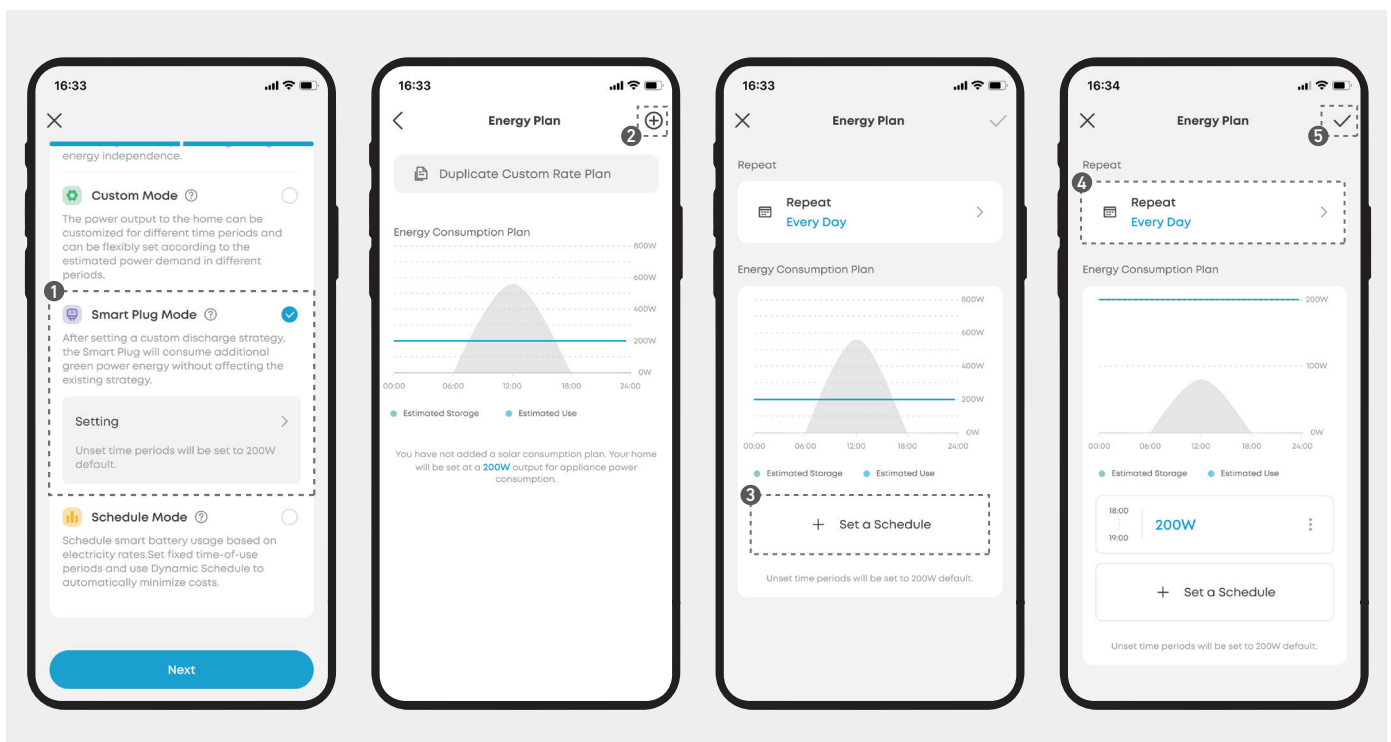 16:33
energy independence.
Custom Mode ?
The power output to the home can be
customized for different time periods and
can be flexibly set according to the
estimated power demand in different
periods.
1
Smart Plug Mode ?
After setting a custom discharge strategy,
the Smart Plug will consume additional
green power energy without affecting the
existing strategy.
Setting
Unset time periods will be set to 200W
default.
Schedule Mode ?
Schedule smart battery usage based on
electricity rates.Set fixed time-of-use
periods and use Dynamic Schedule to
automatically minimize costs.
Next
16:33
Energy Plan
2
Duplicate Custom Rate Plan
Energy Consumption Plan
800W
600W
400W
200W
0W
00:00 06:00 12:00 18:00 24:00
Estimated Storage Estimated Use
You have not added a solar consumption plan. Your home
will be set at a 200W output for appliance power
consumption.
16:33
Energy Plan
Repeat
Repeat
Every Day
Energy Consumption Plan
800W
600W
400W
200W
0W
00:00 06:00 12:00 18:00 24:00
Estimated Storage Estimated Use
3
+ Set a Schedule
Unset time periods will be set to 200W default.
16:34
Energy Plan
5
Repeat
4
Repeat
Every Day
Energy Consumption Plan
200W
100W
0W
00:00 06:00 12:00 18:00 24:00
Estimated Storage Estimated Use
18:00
200W
19:00
+ Set a Schedule
Unset time periods will be set to 200W default.